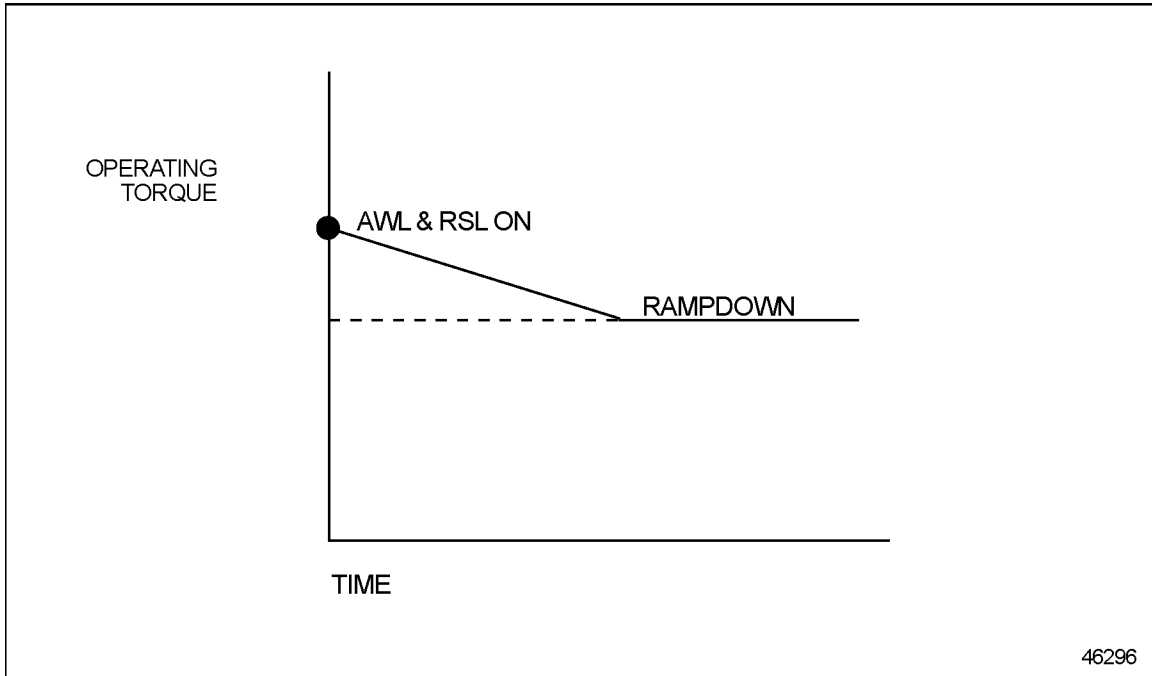 OPERATING
TORQUE
AWL & RSL ON
RAMPDOWN
TIME
46296